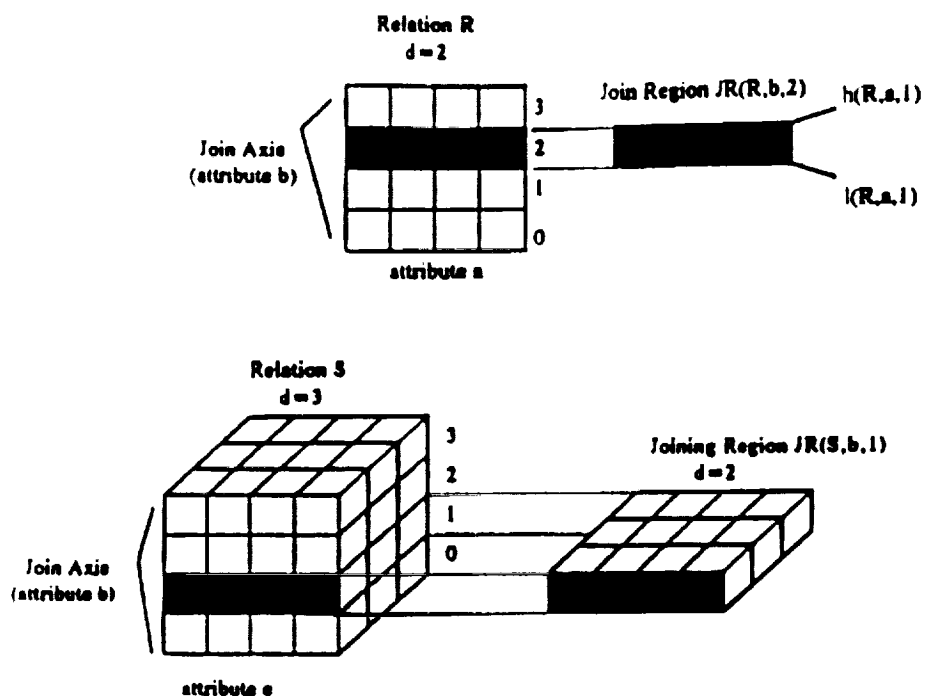 Relation R
d = 2
Join Region JR(R,b,2)
h(R,a,1)
3
Join Axis
(attribute b)
2
1
l(R,a,1)
0
attribute a
Relation S
d = 3
3
Joining Region JR(S,b,1)
d = 2
2
1
0
Join Axis
(attribute b)
attribute e